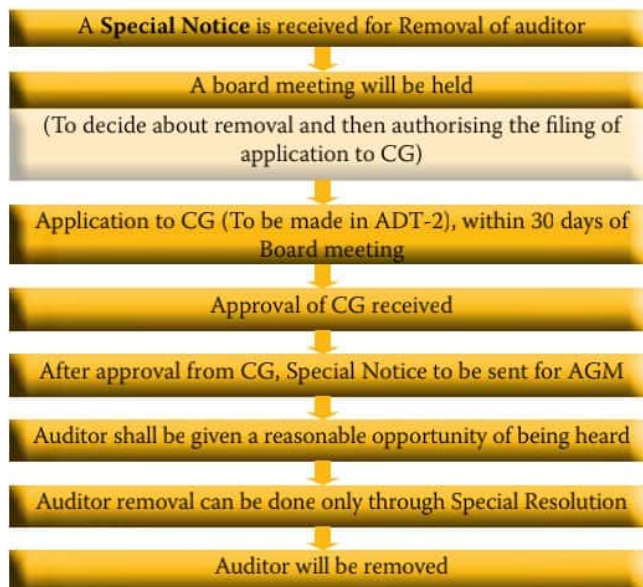 A Special Notice is received for Removal of auditor
A board meeting will be held
(To decide about removal and then authorising the filing of
application to CG)
Application to CG (To be made in ADT-2), within 30 days of
Board meeting
Approval of CG received
After approval from CG, Special Notice to be sent for AGM
Auditor shall be given a reasonable opportunity of being heard
Auditor removal can be done only through Special Resolution
Auditor will be removed